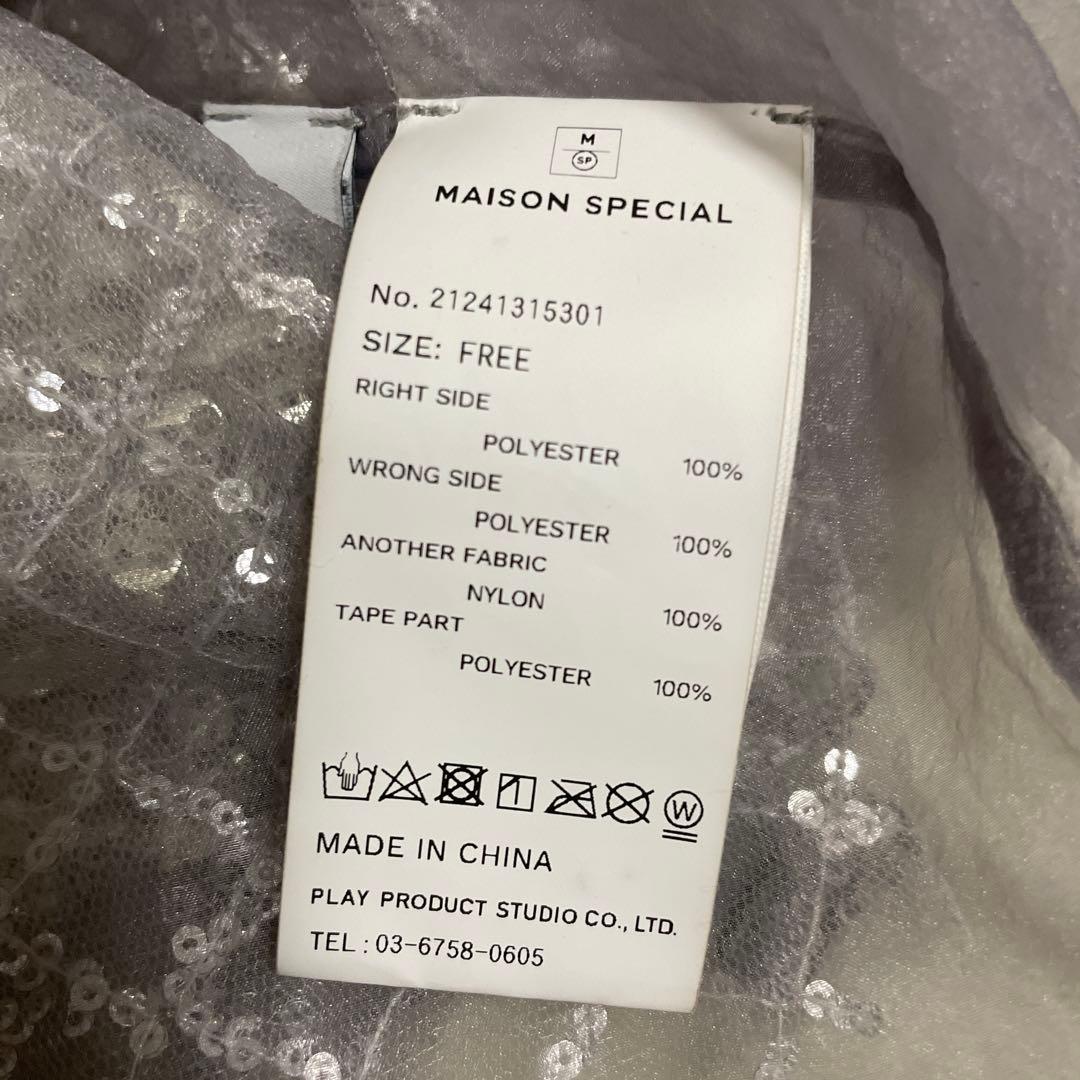 M
SP
MAISON SPECIAL
No. 21241315301
SIZE: FREE
RIGHT SIDE
POLYESTER 100%
WRONG SIDE
POLYESTER 100%
ANOTHER FABRIC
NYLON 100%
TAPE PART
POLYESTER 100%
W
MADE IN CHINA
PLAY PRODUCT STUDIO CO., LTD.
TEL : 03-6758-0605